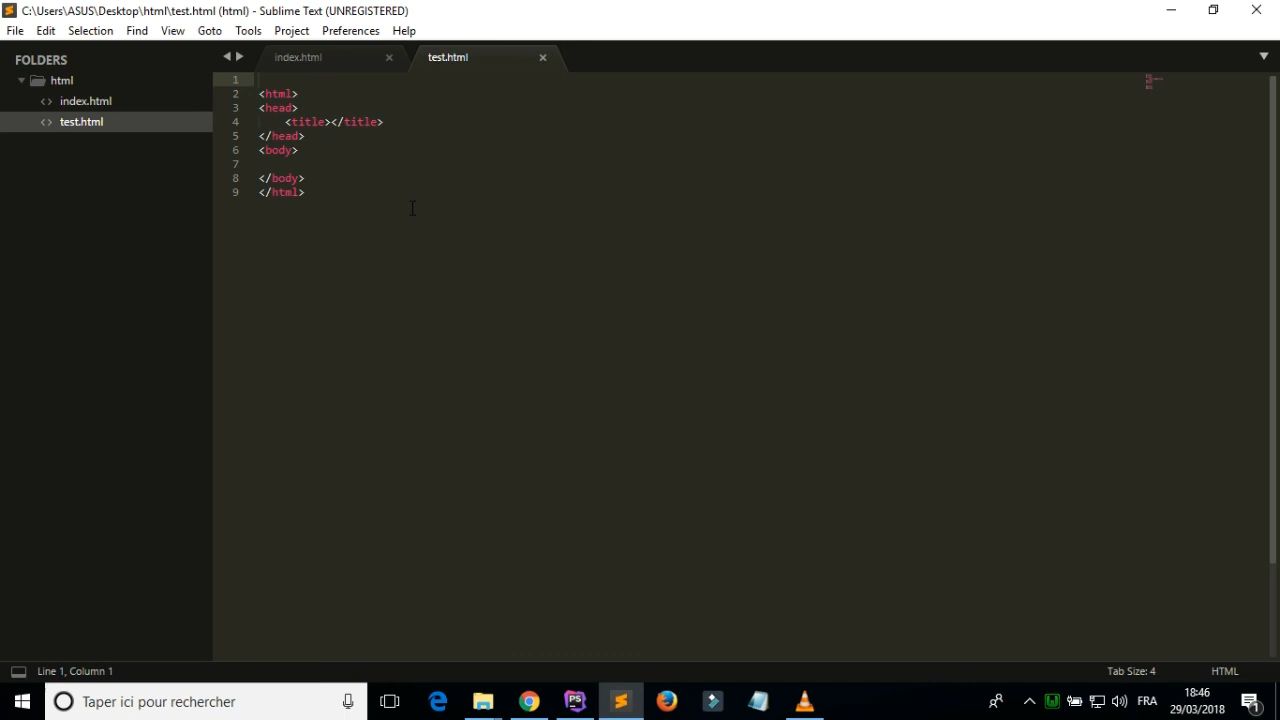 C:\Users\ASUS\Desktop\html\test.html (html) - Sublime Text (UNREGISTERED)
File Edit Selection Find View Goto Tools Project Preferences Help
FOLDERS
html
index.html
test.html
index.html
test.html
1
2 <html>
3 <head>
4 <title></title>
5 </head>
6 <body>
7
8 </body>
9 </html>
Line 1, Column 1
Tab Size: 4
HTML
Taper ici pour rechercher
PS
FRA
18:46
29/03/2018
1